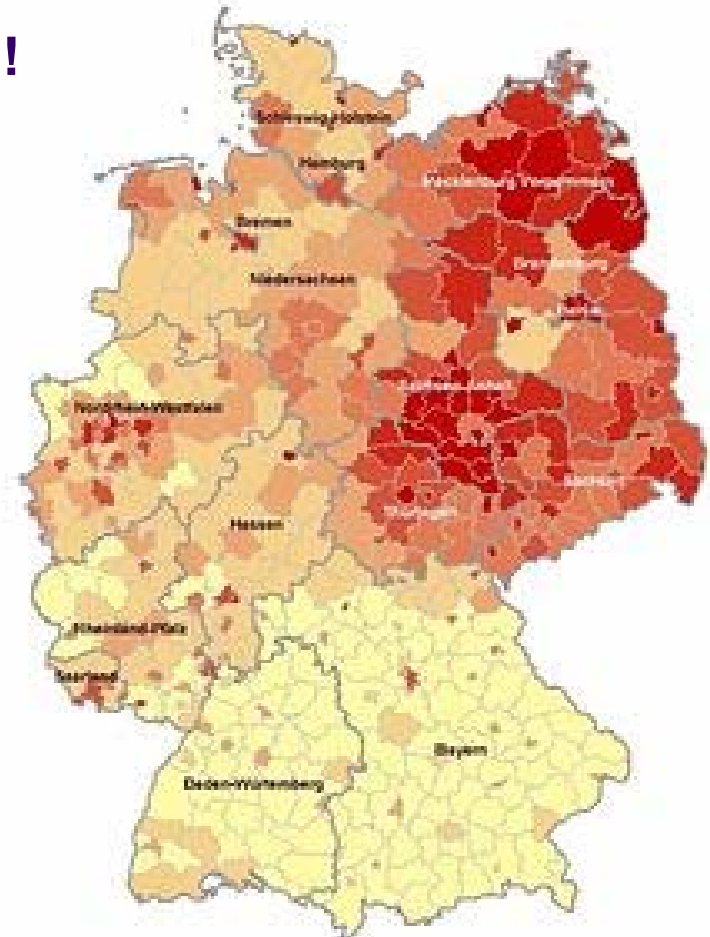 !
Schleswig-Holstein
Hamburg
Mecklenburg-Vorpommern
Bremen
Brandenburg
Niedersachsen
Berlin
Sachsen-Anhalt
Nordrhein-Westfalen
Sachsen
Thüringen
Hessen
Rheinland-Pfalz
Saarland
Bayern
Baden-Würtemberg